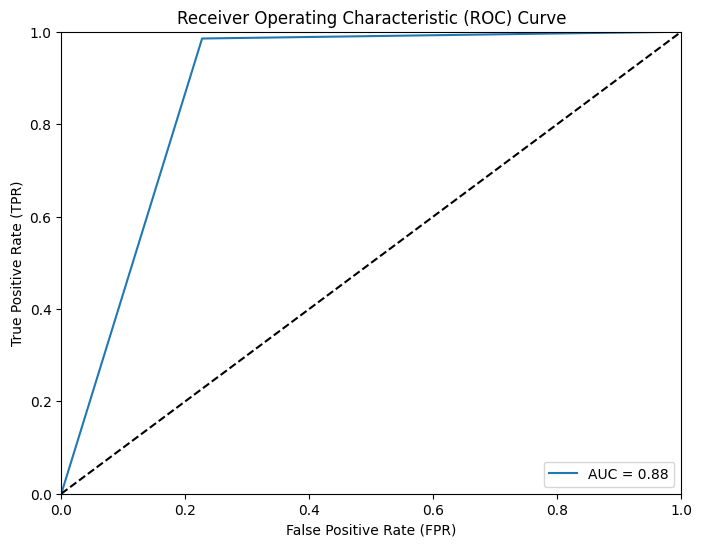 Receiver Operating Characteristic (ROC) Curve
1.0
0.8
0.6
0.4
0.2
0.0
True Positive Rate (TPR)
AUC = 0.88
0.0 0.2 0.4 0.6 0.8 1.0
False Positive Rate (FPR)